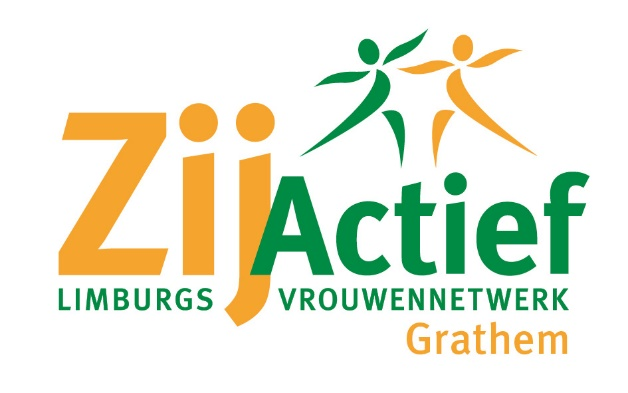 ZijActief
LIMBURGS VROUWENNETWERK
Grathem